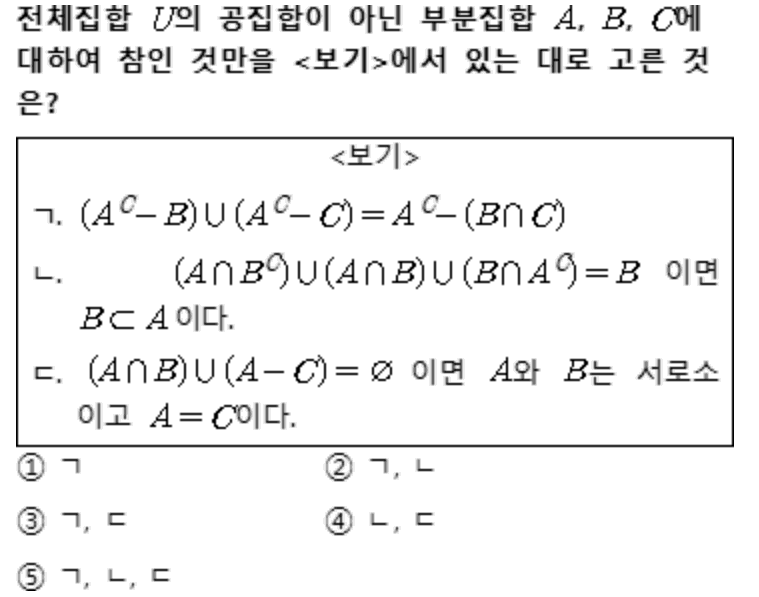 전체집합 U의 공집합이 아닌 부분집합 A, B, C에
대하여 참인 것만을 <보기>에서 있는 대로 고른 것
은?
<보기>
ㄱ. (A^C − B)∪(A^C − C) = A^C − (B∩C)
ㄴ. (A∩B^C)∪(A∩B)∪(B∩A^C) = B 이면
B⊂A이다.
ㄷ. (A∩B)∪(A − C) = ∅ 이면 A와 B는 서로소
이고 A = C이다.
① ㄱ ② ㄱ, ㄴ
③ ㄱ, ㄷ ④ ㄴ, ㄷ
⑤ ㄱ, ㄴ, ㄷ